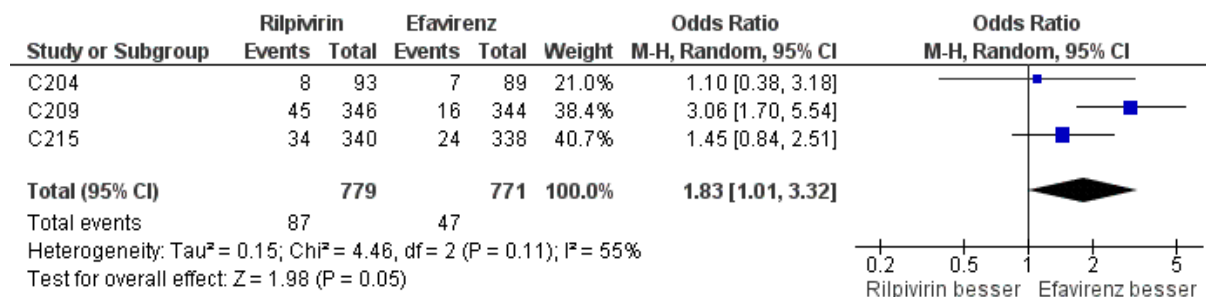 Rilpivirin Efavirenz Odds Ratio Odds Ratio
Study or Subgroup Events Total Events Total Weight M-H, Random, 95% CI M-H, Random, 95% CI
C204 8 93 7 89 21.0% 1.10 [0.38, 3.18]
C209 45 346 16 344 38.4% 3.06 [1.70, 5.54]
C215 34 340 24 338 40.7% 1.45 [0.84, 2.51]
Total (95% CI) 779 771 100.0% 1.83 [1.01, 3.32]
Total events 87 47
Heterogeneity: Tau² = 0.15; Chi² = 4.46, df = 2 (P = 0.11); I² = 55%
Test for overall effect: Z = 1.98 (P = 0.05)
0.2 0.5 1 2 5
Rilpivirin besser Efavirenz besser